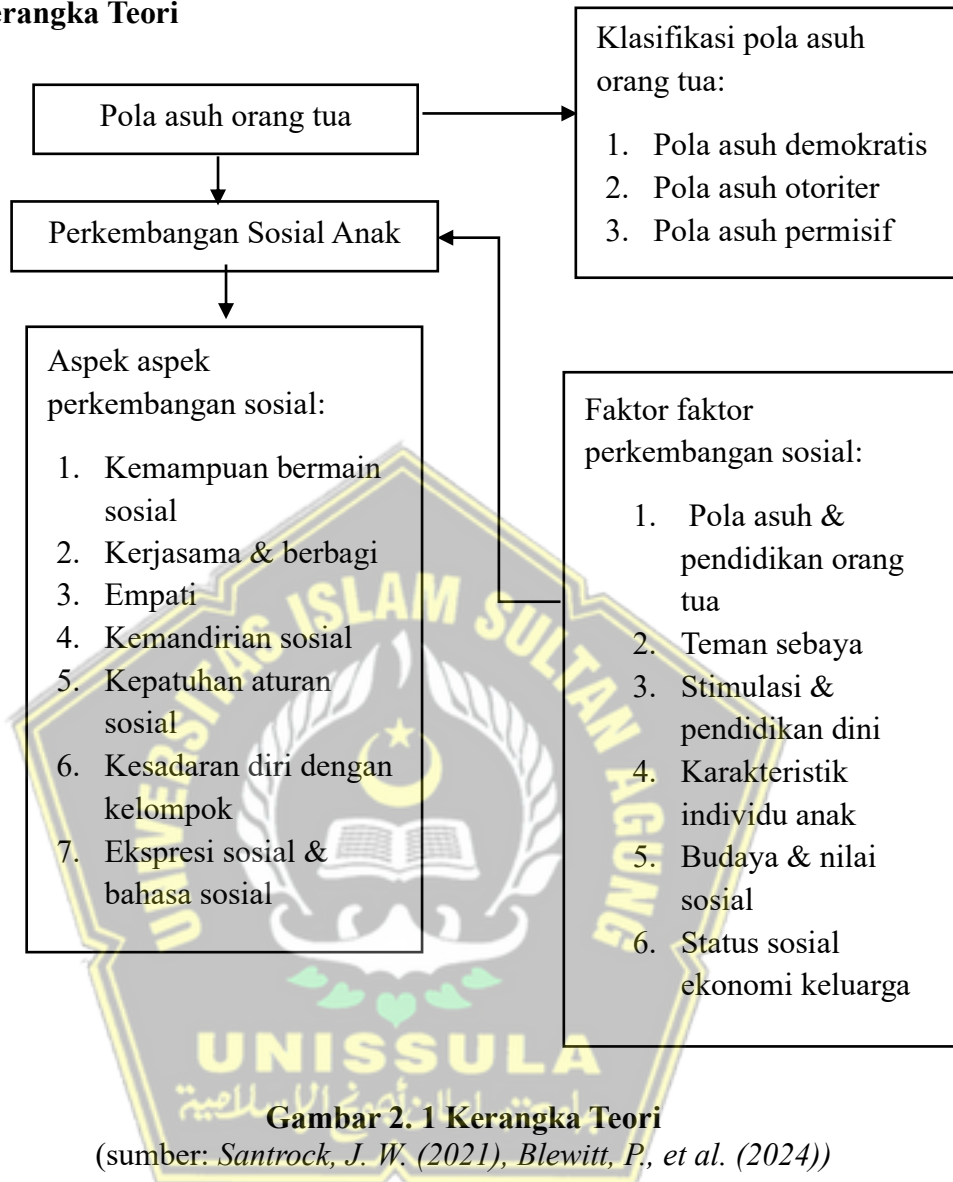 erangka Teori
Pola asuh orang tua
Klasifikasi pola asuh
orang tua:
1. Pola asuh demokratis
2. Pola asuh otoriter
3. Pola asuh permisif
Perkembangan Sosial Anak
Aspek aspek
perkembangan sosial:
1. Kemampuan bermain
sosial
2. Kerjasama & berbagi
3. Empati
4. Kemandirian sosial
5. Kepatuhan aturan
sosial
6. Kesadaran diri dengan
kelompok
7. Ekspresi sosial &
bahasa sosial
Faktor faktor
perkembangan sosial:
1. Pola asuh &
pendidikan orang
tua
2. Teman sebaya
3. Stimulasi &
pendidikan dini
4. Karakteristik
individu anak
5. Budaya & nilai
sosial
6. Status sosial
ekonomi keluarga
UNIVERSITAS ISLAM SULTAN AGUNG
UNISSULA
Gambar 2. 1 Kerangka Teori
(sumber: Santrock, J. W. (2021), Blewitt, P., et al. (2024))